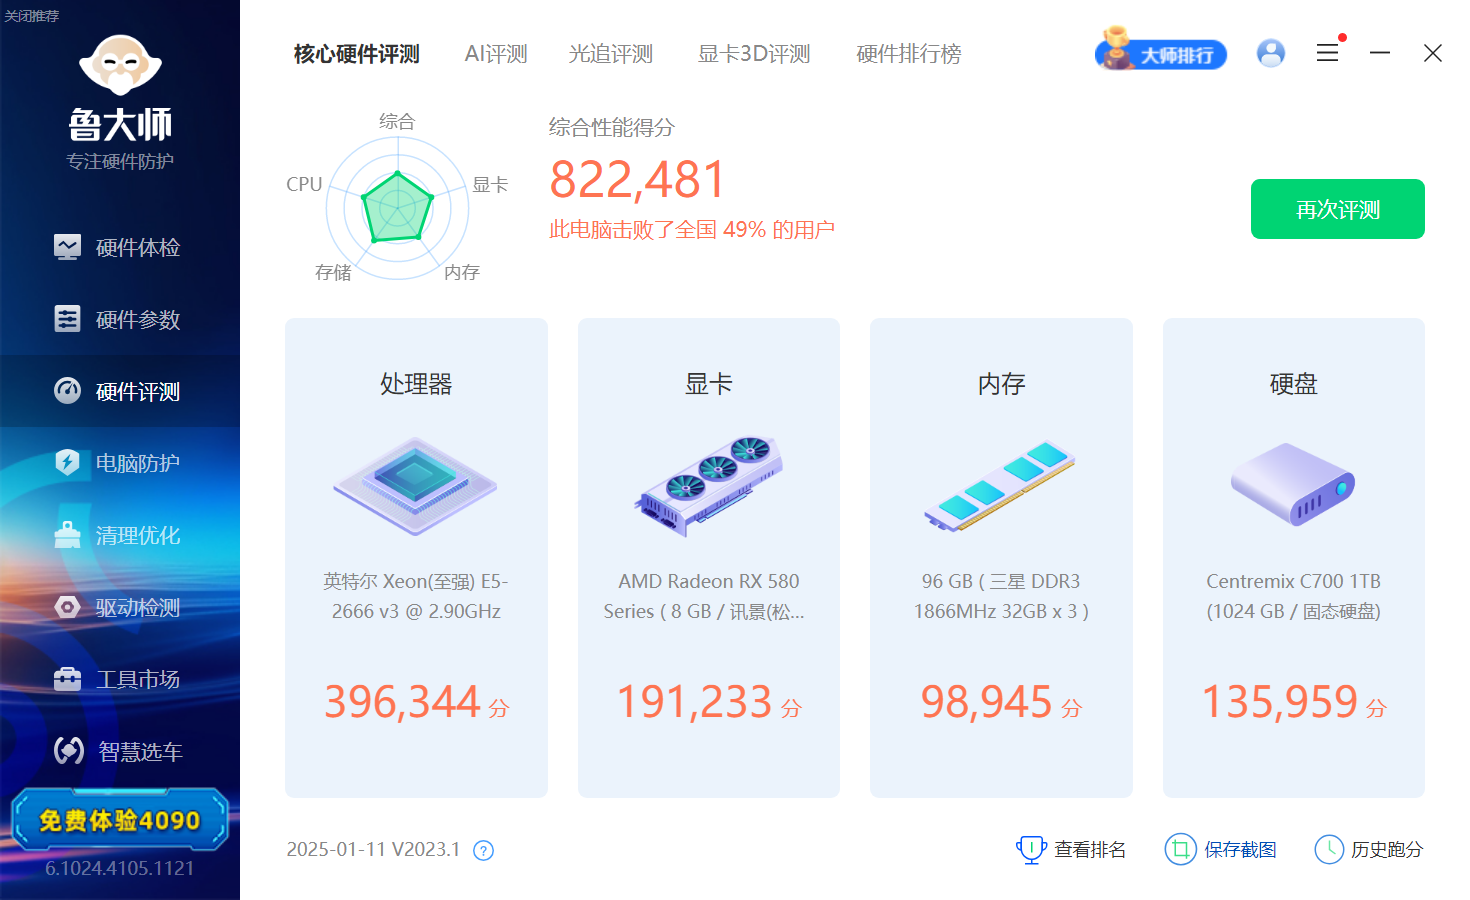 关闭推荐
鲁大师
专注硬件防护
硬件体检
硬件参数
硬件评测
电脑防护
清理优化
驱动检测
工具市场
智慧选车
免费体验4090
6.1024.4105.1121
核心硬件评测
AI评测
光追评测
显卡3D评测
硬件排行榜
大师排行
综合
CPU
显卡
存储
内存
综合性能得分
822,481
此电脑击败了全国 49% 的用户
再次评测
处理器
英特尔 Xeon(至强) E5-
2666 v3 @ 2.90GHz
396,344 分
显卡
AMD Radeon RX 580
Series ( 8 GB / 讯景(松...
191,233 分
内存
96 GB ( 三星 DDR3
1866MHz 32GB x 3 )
98,945 分
硬盘
Centremix C700 1TB
(1024 GB / 固态硬盘)
135,959 分
2025-01-11 V2023.1 ?
查看排名
保存截图
历史跑分